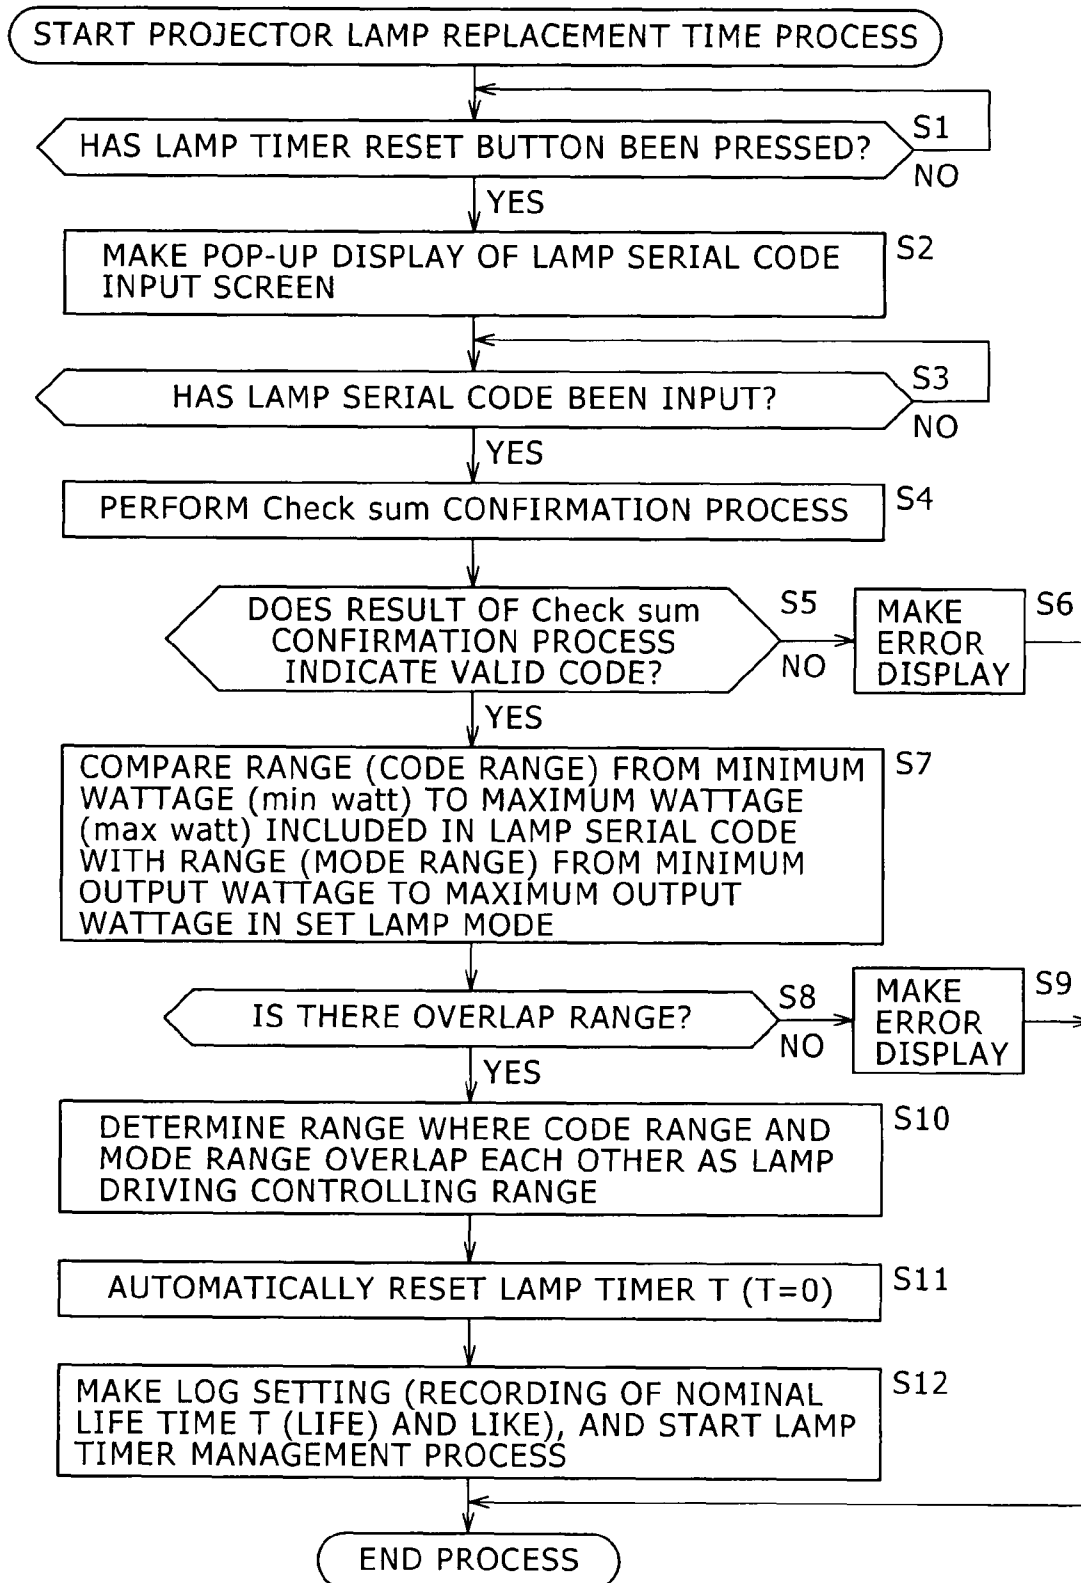 START PROJECTOR LAMP REPLACEMENT TIME PROCESS
HAS LAMP TIMER RESET BUTTON BEEN PRESSED?
S1
NO
YES
MAKE POP-UP DISPLAY OF LAMP SERIAL CODE
INPUT SCREEN
S2
HAS LAMP SERIAL CODE BEEN INPUT?
S3
NO
YES
PERFORM Check sum CONFIRMATION PROCESS
S4
DOES RESULT OF Check sum
CONFIRMATION PROCESS
INDICATE VALID CODE?
S5
NO
MAKE
ERROR
DISPLAY
S6
YES
COMPARE RANGE (CODE RANGE) FROM MINIMUM
WATTAGE (min watt) TO MAXIMUM WATTAGE
(max watt) INCLUDED IN LAMP SERIAL CODE
WITH RANGE (MODE RANGE) FROM MINIMUM
OUTPUT WATTAGE TO MAXIMUM OUTPUT
WATTAGE IN SET LAMP MODE
S7
IS THERE OVERLAP RANGE?
S8
NO
MAKE
ERROR
DISPLAY
S9
YES
DETERMINE RANGE WHERE CODE RANGE AND
MODE RANGE OVERLAP EACH OTHER AS LAMP
DRIVING CONTROLLING RANGE
S10
AUTOMATICALLY RESET LAMP TIMER T (T=0)
S11
MAKE LOG SETTING (RECORDING OF NOMINAL
LIFE TIME T (LIFE) AND LIKE), AND START LAMP
TIMER MANAGEMENT PROCESS
S12
END PROCESS